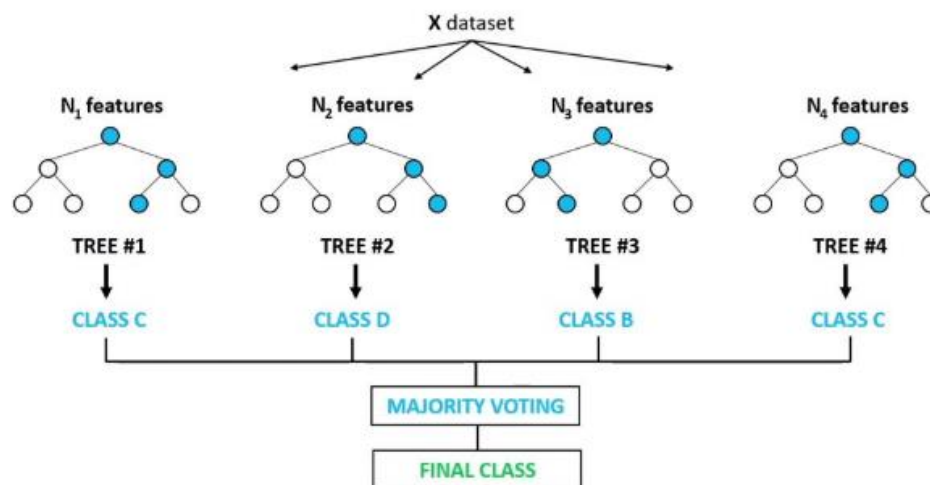 X dataset
N₁ features N₂ features N₃ features N₄ features
TREE #1 TREE #2 TREE #3 TREE #4
CLASS C CLASS D CLASS B CLASS C
MAJORITY VOTING
FINAL CLASS